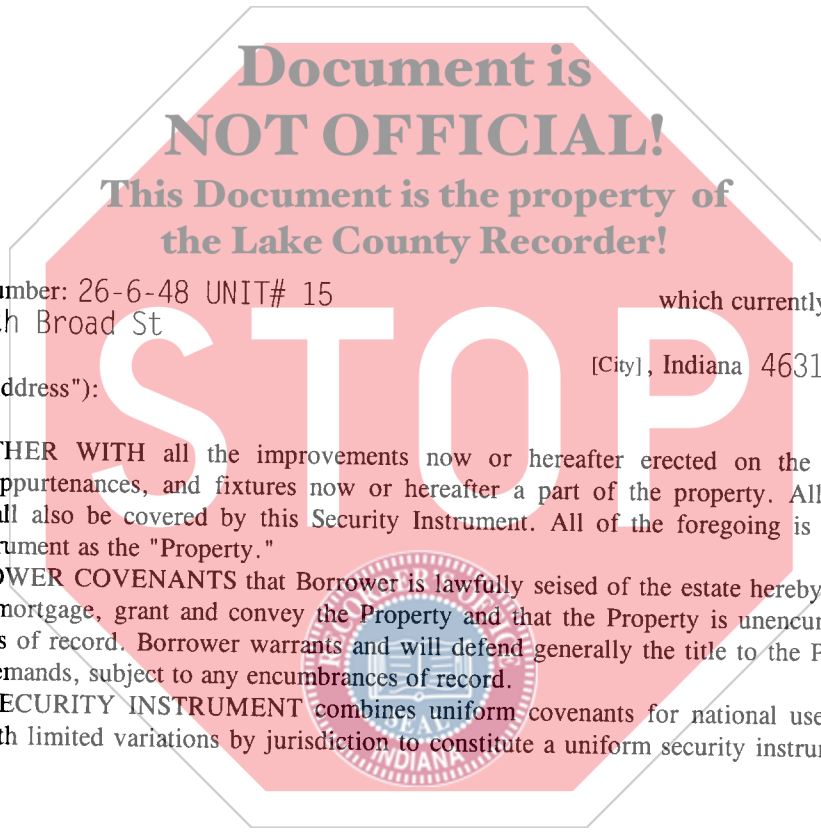 Document is
NOT OFFICIAL!
This Document is the property of
the Lake County Recorder!
umber: 26-6-48 UNIT# 15 which currently
h Broad St
[City], Indiana 4631
ddress"):
STOP
THER WITH all the improvements now or hereafter erected on the
ppurtenances, and fixtures now or hereafter a part of the property. All
all also be covered by this Security Instrument. All of the foregoing is
rument as the "Property."
OWER COVENANTS that Borrower is lawfully seised of the estate hereby
mortgage, grant and convey the Property and that the Property is unencum
s of record. Borrower warrants and will defend generally the title to the P
emands, subject to any encumbrances of record.
ECURITY INSTRUMENT combines uniform covenants for national use
th limited variations by jurisdiction to constitute a uniform security instrum
RECORDER'S OFFICE
SEAL
INDIANA